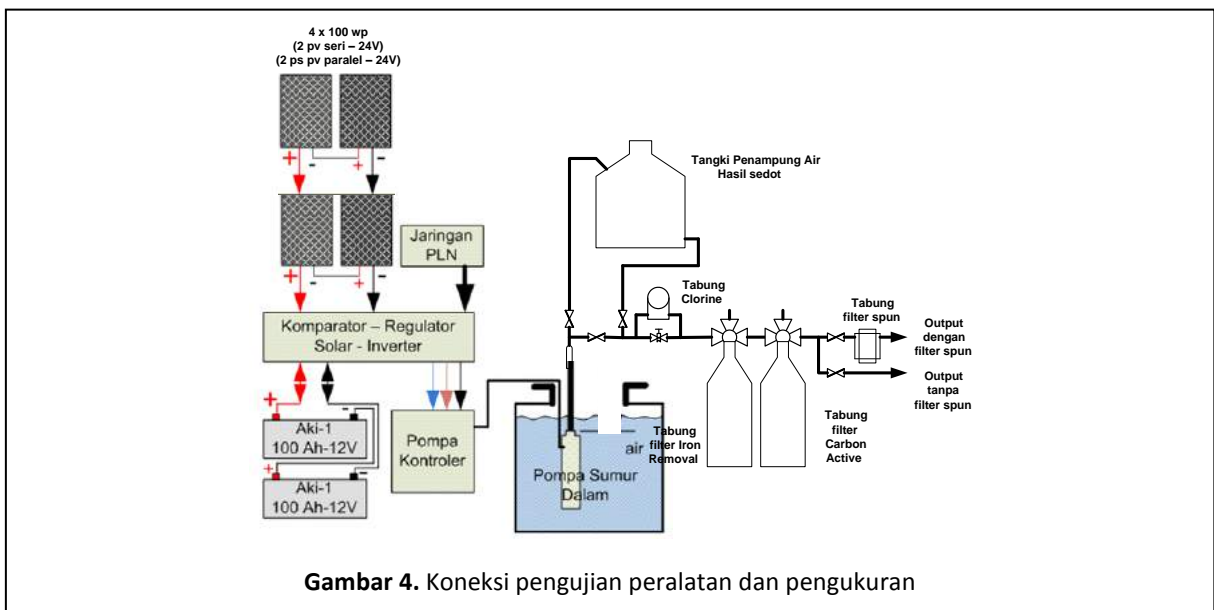 4 x 100 wp
(2 pv seri – 24V)
(2 ps pv paralel – 24V)
+
-
+
-
+
-
+
-
Jaringan
PLN
Komparator – Regulator
Solar - Inverter
+
-
Aki-1
100 Ah-12V
+
-
Aki-1
100 Ah-12V
Pompa
Kontroler
Tangki Penampung Air
Hasil sedot
Tabung
Clorine
Tabung
filter spun
Output
dengan
filter spun
Output
tanpa
filter spun
air
Pompa Sumur
Dalam
Tabung
filter Iron
Removal
Tabung
filter
Carbon
Active
Gambar 4. Koneksi pengujian peralatan dan pengukuran